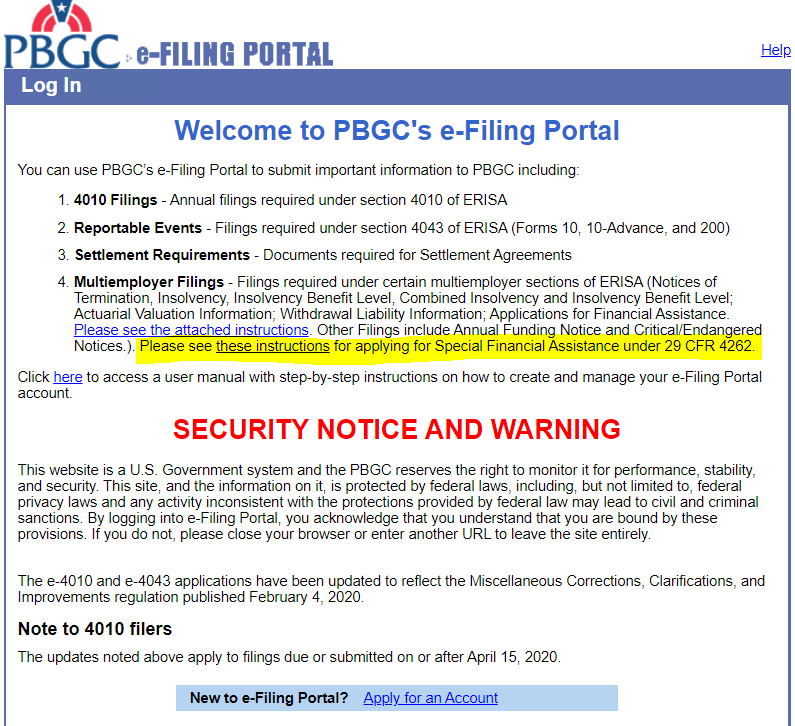 PBGC e-FILING PORTAL
Help
Log In
Welcome to PBGC's e-Filing Portal
You can use PBGC's e-Filing Portal to submit important information to PBGC including:
1. 4010 Filings - Annual filings required under section 4010 of ERISA
2. Reportable Events - Filings required under section 4043 of ERISA (Forms 10, 10-Advance, and 200)
3. Settlement Requirements - Documents required for Settlement Agreements
4. Multiemployer Filings - Filings required under certain multiemployer sections of ERISA (Notices of
Termination, Insolvency, Insolvency Benefit Level, Combined Insolvency and Insolvency Benefit Level;
Actuarial Valuation Information; Withdrawal Liability Information; Applications for Financial Assistance.
Please see the attached instructions. Other Filings include Annual Funding Notice and Critical/Endangered
Notices.). Please see these instructions for applying for Special Financial Assistance under 29 CFR 4262.
Click here to access a user manual with step-by-step instructions on how to create and manage your e-Filing Portal
account.
SECURITY NOTICE AND WARNING
This website is a U.S. Government system and the PBGC reserves the right to monitor it for performance, stability,
and security. This site, and the information on it, is protected by federal laws, including, but not limited to, federal
privacy laws and any activity inconsistent with the protections provided by federal law may lead to civil and criminal
sanctions. By logging into e-Filing Portal, you acknowledge that you understand that you are bound by these
provisions. If you do not, please close your browser or enter another URL to leave the site entirely.
The e-4010 and e-4043 applications have been updated to reflect the Miscellaneous Corrections, Clarifications, and
Improvements regulation published February 4, 2020.
Note to 4010 filers
The updates noted above apply to filings due or submitted on or after April 15, 2020.
New to e-Filing Portal? Apply for an Account